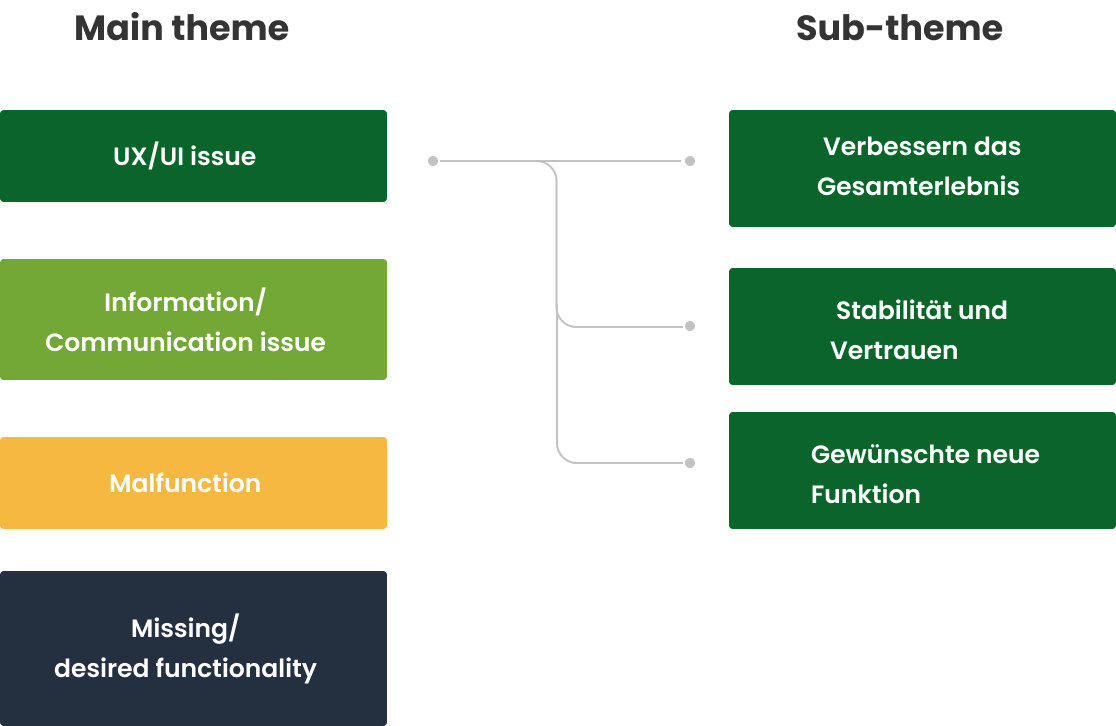 Main theme
Sub-theme
UX/UI issue
Information/
Communication issue
Malfunction
Missing/
desired functionality
Verbessern das
Gesamterlebnis
Stabilität und
Vertrauen
Gewünschte neue
Funktion